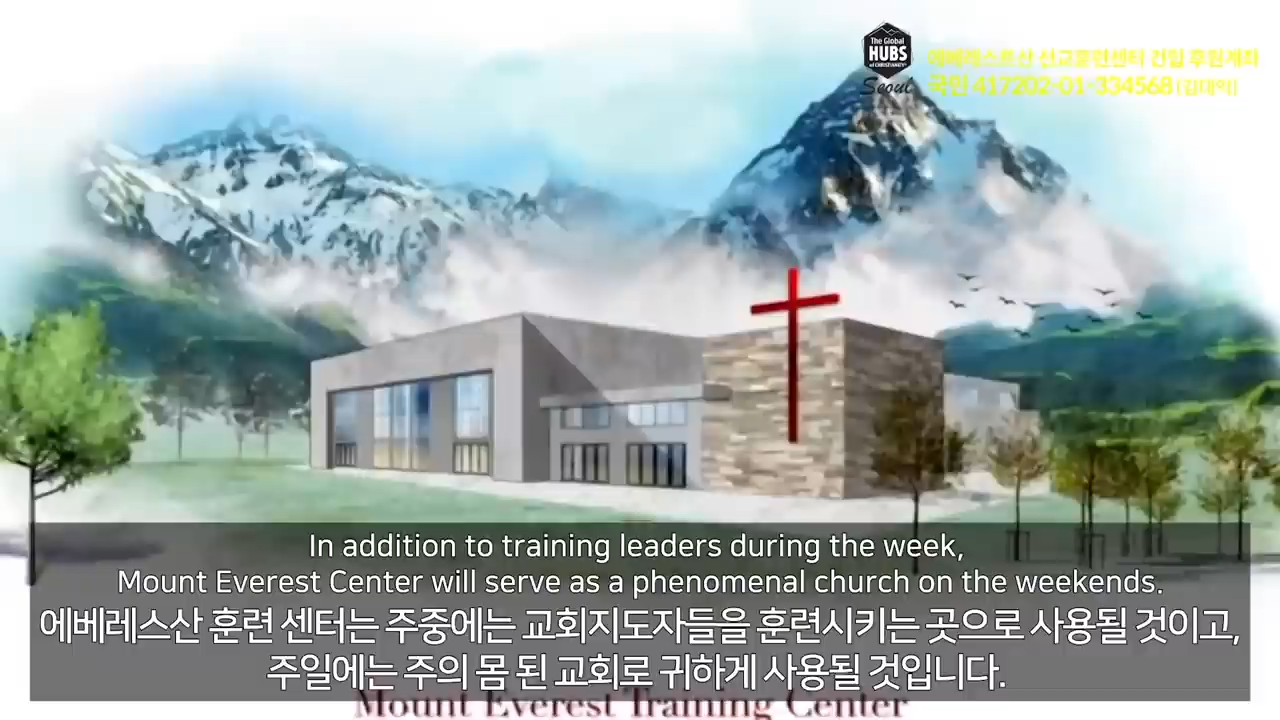 The Global
HUBS
of CHRISTIANITY
Seoul
에베레스트산 선교훈련센터 건립 후원계좌
국민 417202-01-334568 (김대이)
In addition to training leaders during the week,
Mount Everest Center will serve as a phenomenal church on the weekends.
에베레스산 훈련 센터는 주중에는 교회지도자들을 훈련시키는 곳으로 사용될 것이고,
주일에는 주의 몸 된 교회로 귀하게 사용될 것입니다.
Mount Everest Training Center